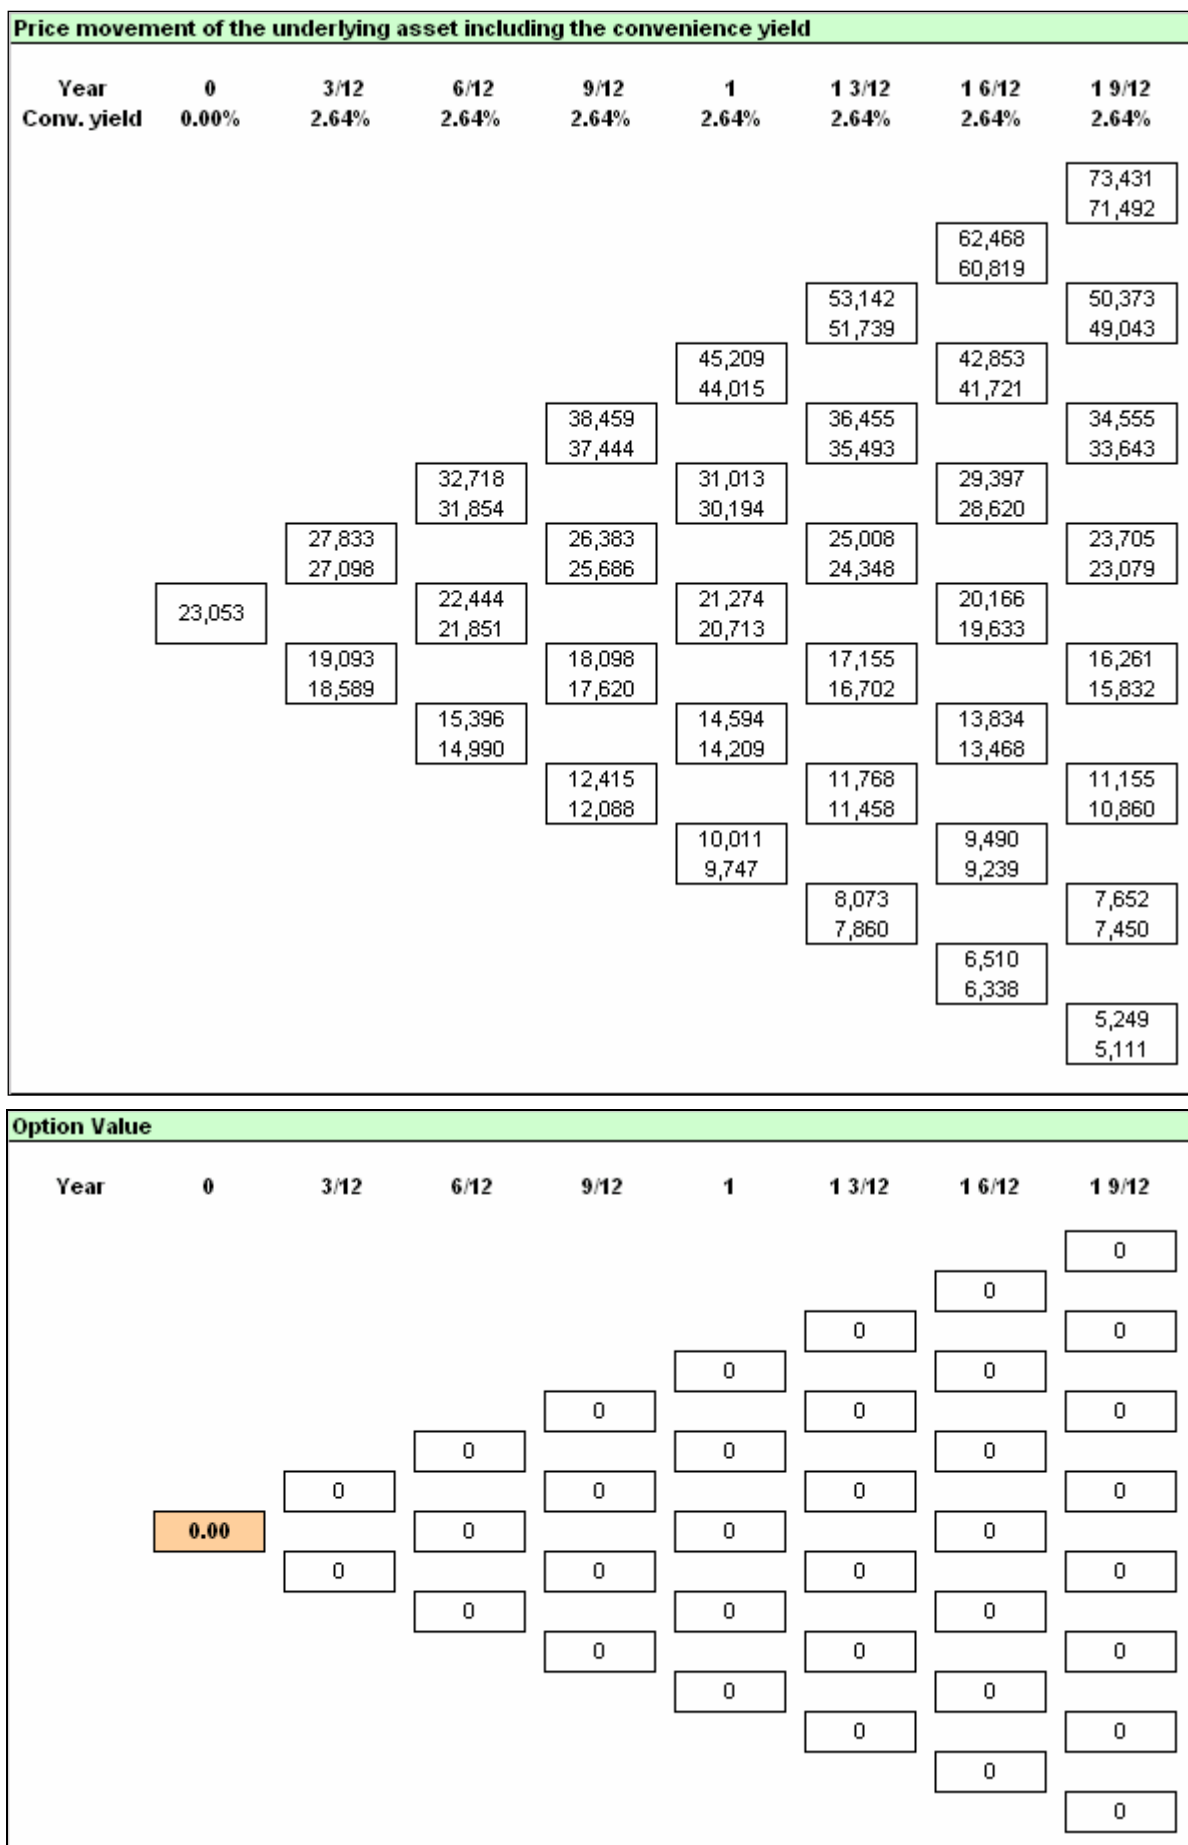 Price movement of the underlying asset including the convenience yield
Year 0 3/12 6/12 9/12 1 1 3/12 1 6/12 1 9/12
Conv. yield 0.00% 2.64% 2.64% 2.64% 2.64% 2.64% 2.64% 2.64%
73,431
71,492
62,468
60,819
53,142 50,373
51,739 49,043
45,209 42,853
44,015 41,721
38,459 36,455 34,555
37,444 35,493 33,643
32,718 31,013 29,397
31,854 30,194 28,620
27,833 26,383 25,008 23,705
27,098 25,686 24,348 23,079
23,053 22,444 21,274 20,166
21,851 20,713 19,633
19,093 18,098 17,155 16,261
18,589 17,620 16,702 15,832
15,396 14,594 13,834
14,990 14,209 13,468
12,415 11,768 11,155
12,088 11,458 10,860
10,011 9,490
9,747 9,239
8,073 7,652
7,860 7,450
6,510
6,338
5,249
5,111
Option Value
Year 0 3/12 6/12 9/12 1 1 3/12 1 6/12 1 9/12
0
0
0 0
0 0
0 0 0
0 0 0
0 0 0 0
0.00 0 0 0
0 0 0 0
0 0 0
0 0 0
0 0
0 0
0
0